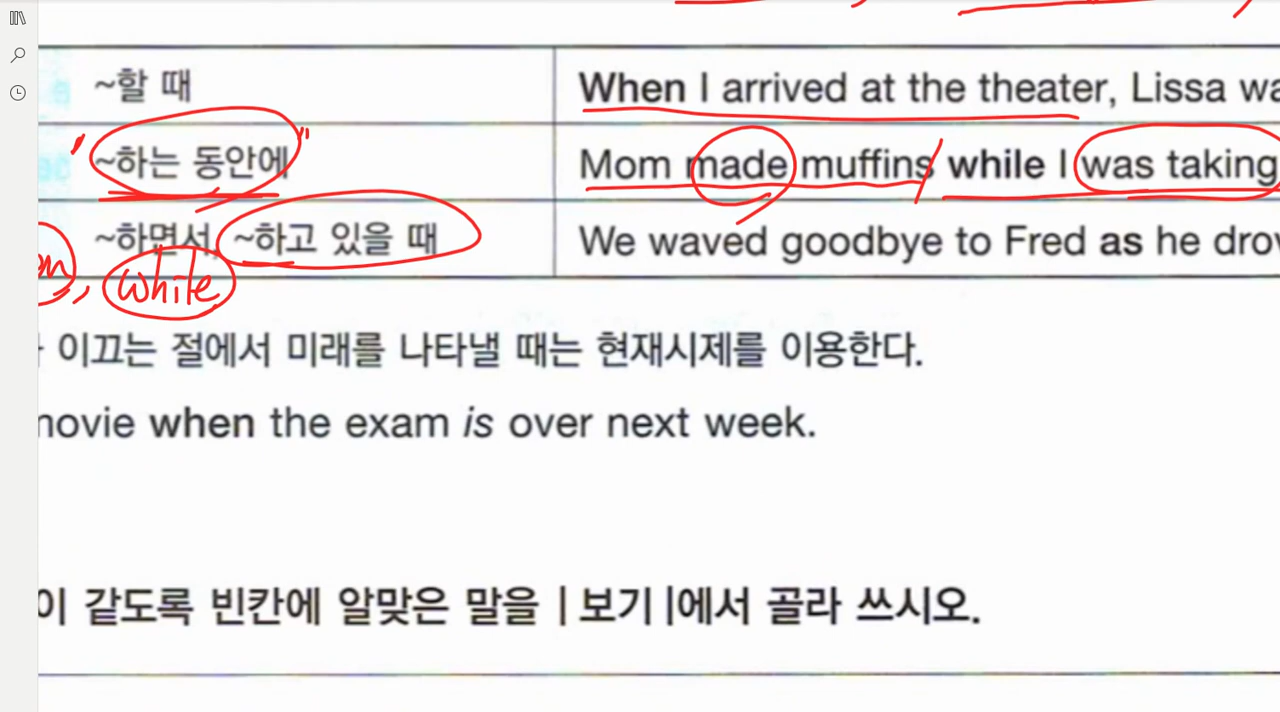 ~할 때 When I arrived at the theater, Lissa
"~하는 동안에" Mom made muffins / while I was taking
~하면서, ~하고 있을 때 We waved goodbye to Fred as he
, while
이끄는 절에서 미래를 나타낼 때는 현재시제를 이용한다.
when the exam is over next week.
같도록 빈칸에 알맞은 말을 | 보기 |에서 골라 쓰시오.